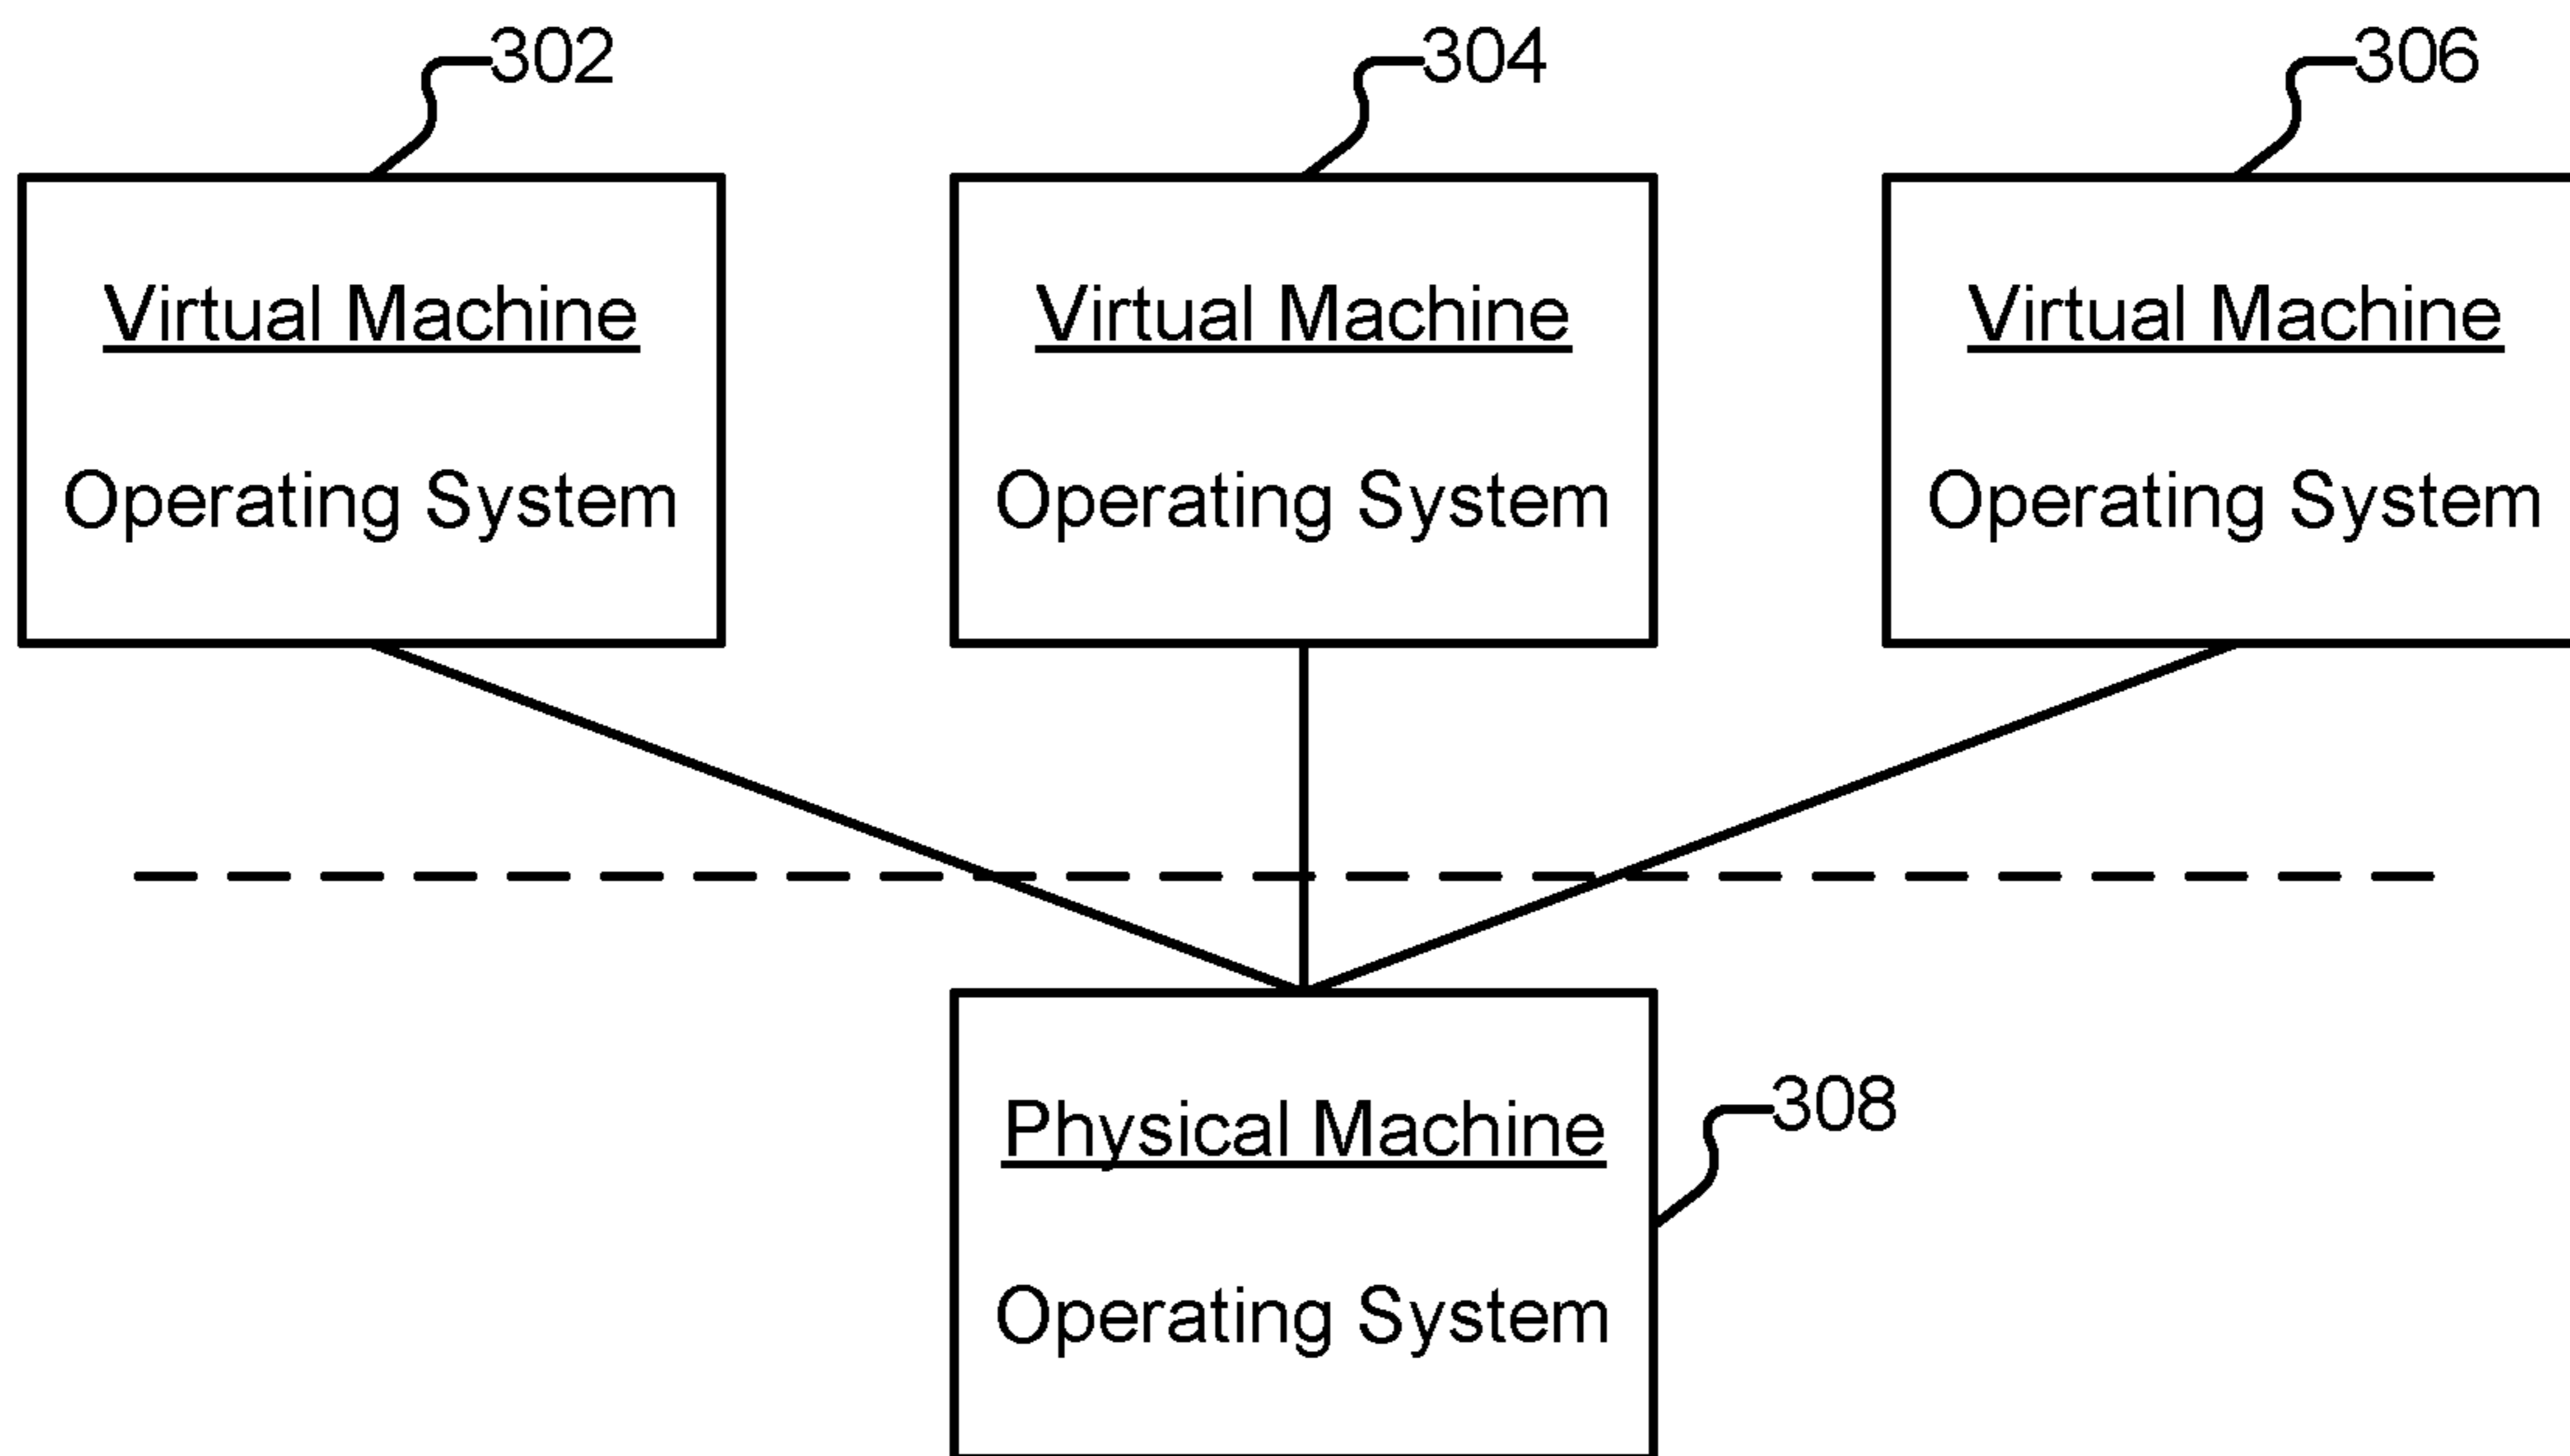 302
304
306
Virtual Machine
Operating System
Virtual Machine
Operating System
Virtual Machine
Operating System
Physical Machine
Operating System
308